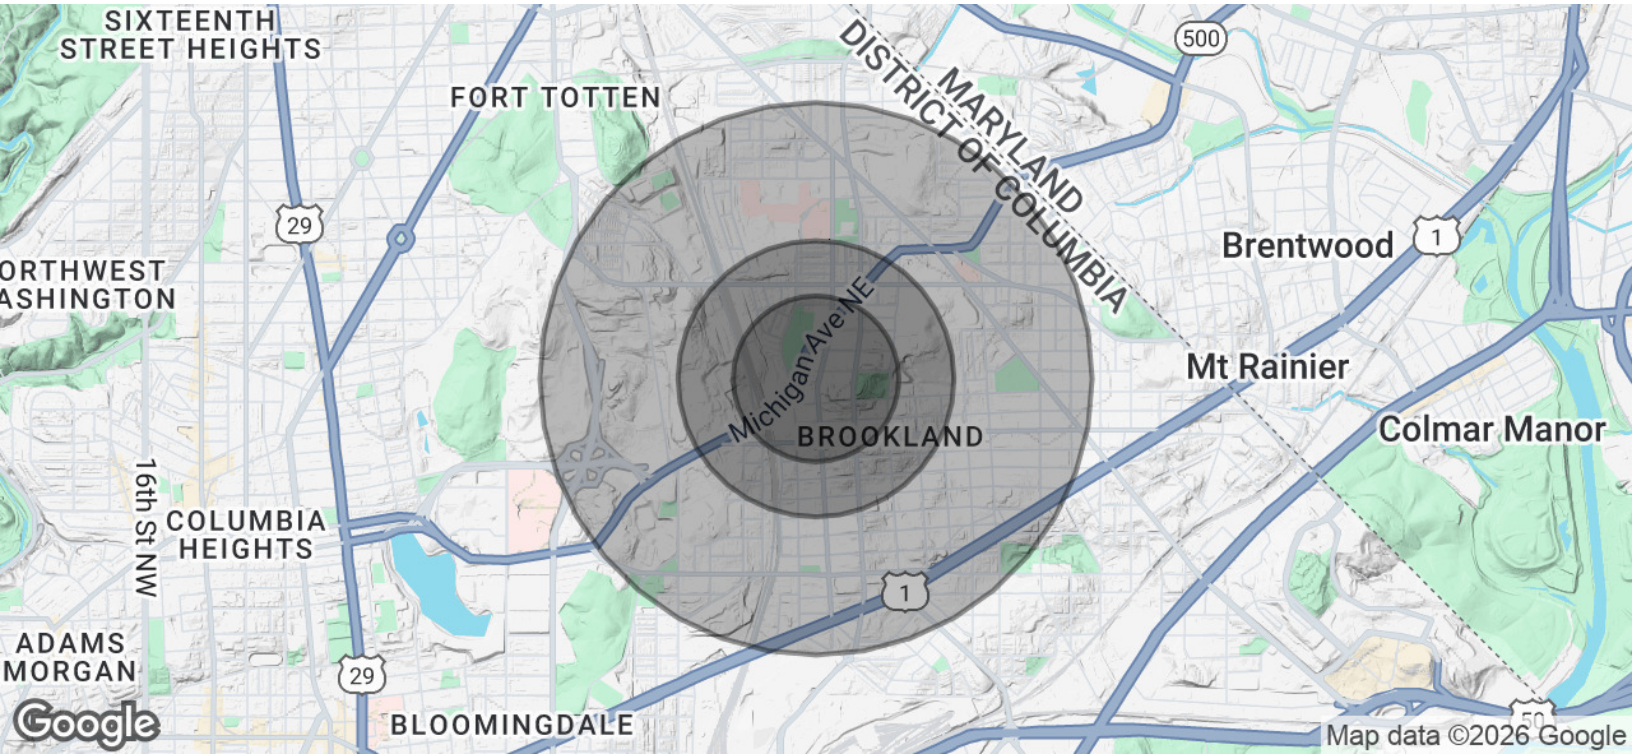 SIXTEENTH
STREET HEIGHTS
FORT TOTTEN
500
MARYLAND
DISTRICT OF COLUMBIA
29
1
Brentwood
ORTHWEST
ASHINGTON
Michigan Ave NE
Mt Rainier
BROOKLAND
Colmar Manor
16th St NW
COLUMBIA
HEIGHTS
1
ADAMS
MORGAN
29
BLOOMINGDALE
50
Google
Map data ©2026 Google